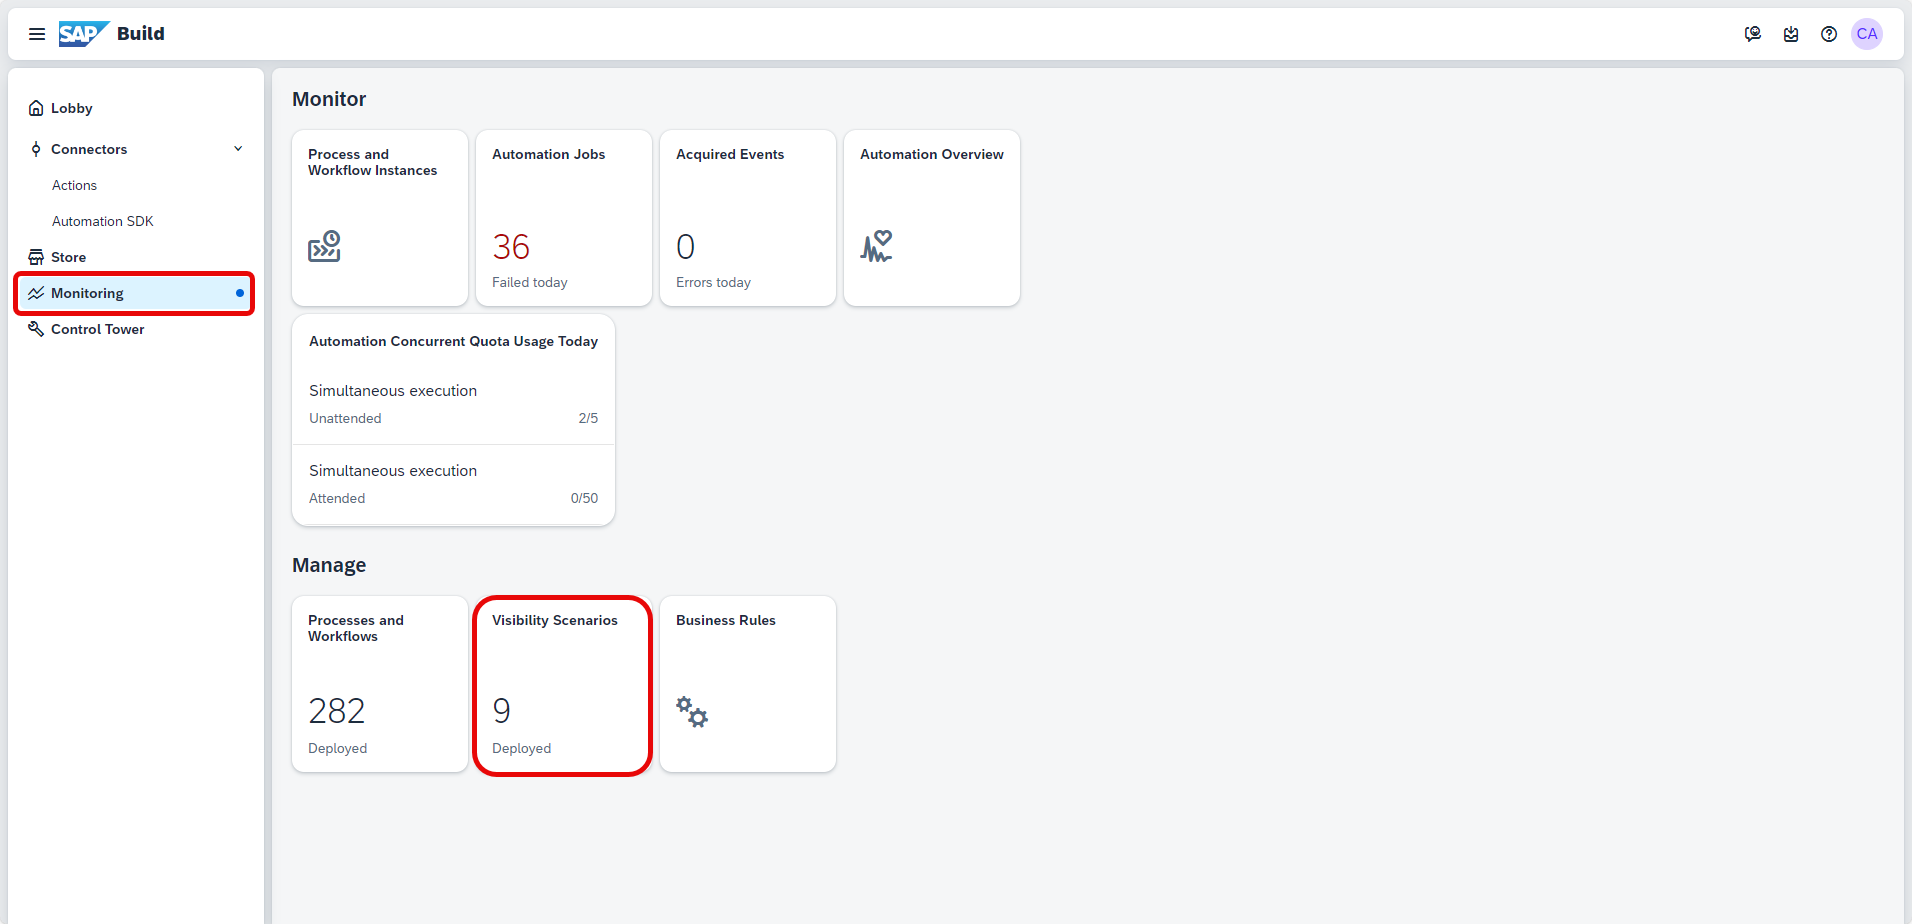 SAP Build
CA
Lobby
Connectors
Actions
Automation SDK
Store
Monitoring
Control Tower
Monitor
Process and
Workflow Instances
Automation Jobs
36
Failed today
Acquired Events
0
Errors today
Automation Overview
Automation Concurrent Quota Usage Today
Simultaneous execution
Unattended 2/5
Simultaneous execution
Attended 0/50
Manage
Processes and
Workflows
282
Deployed
Visibility Scenarios
9
Deployed
Business Rules